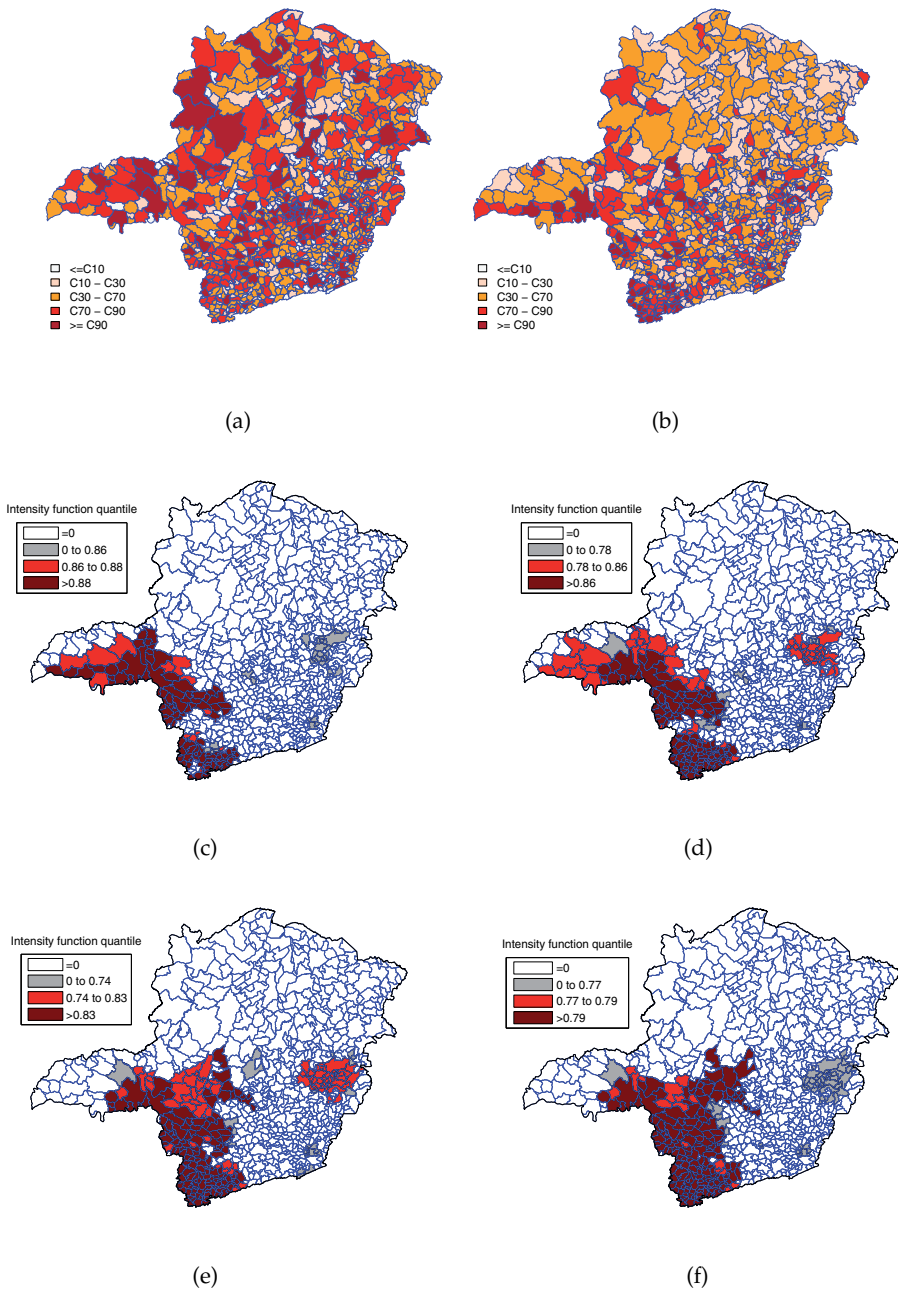 <=C10
C10 – C30
C30 – C70
C70 – C90
>= C90
(a)
<=C10
C10 – C30
C30 – C70
C70 – C90
>= C90
(b)
Intensity function quantile
=0
0 to 0.86
0.86 to 0.88
>0.88
(c)
Intensity function quantile
=0
0 to 0.78
0.78 to 0.86
>0.86
(d)
Intensity function quantile
=0
0 to 0.74
0.74 to 0.83
>0.83
(e)
Intensity function quantile
=0
0 to 0.77
0.77 to 0.79
>0.79
(f)